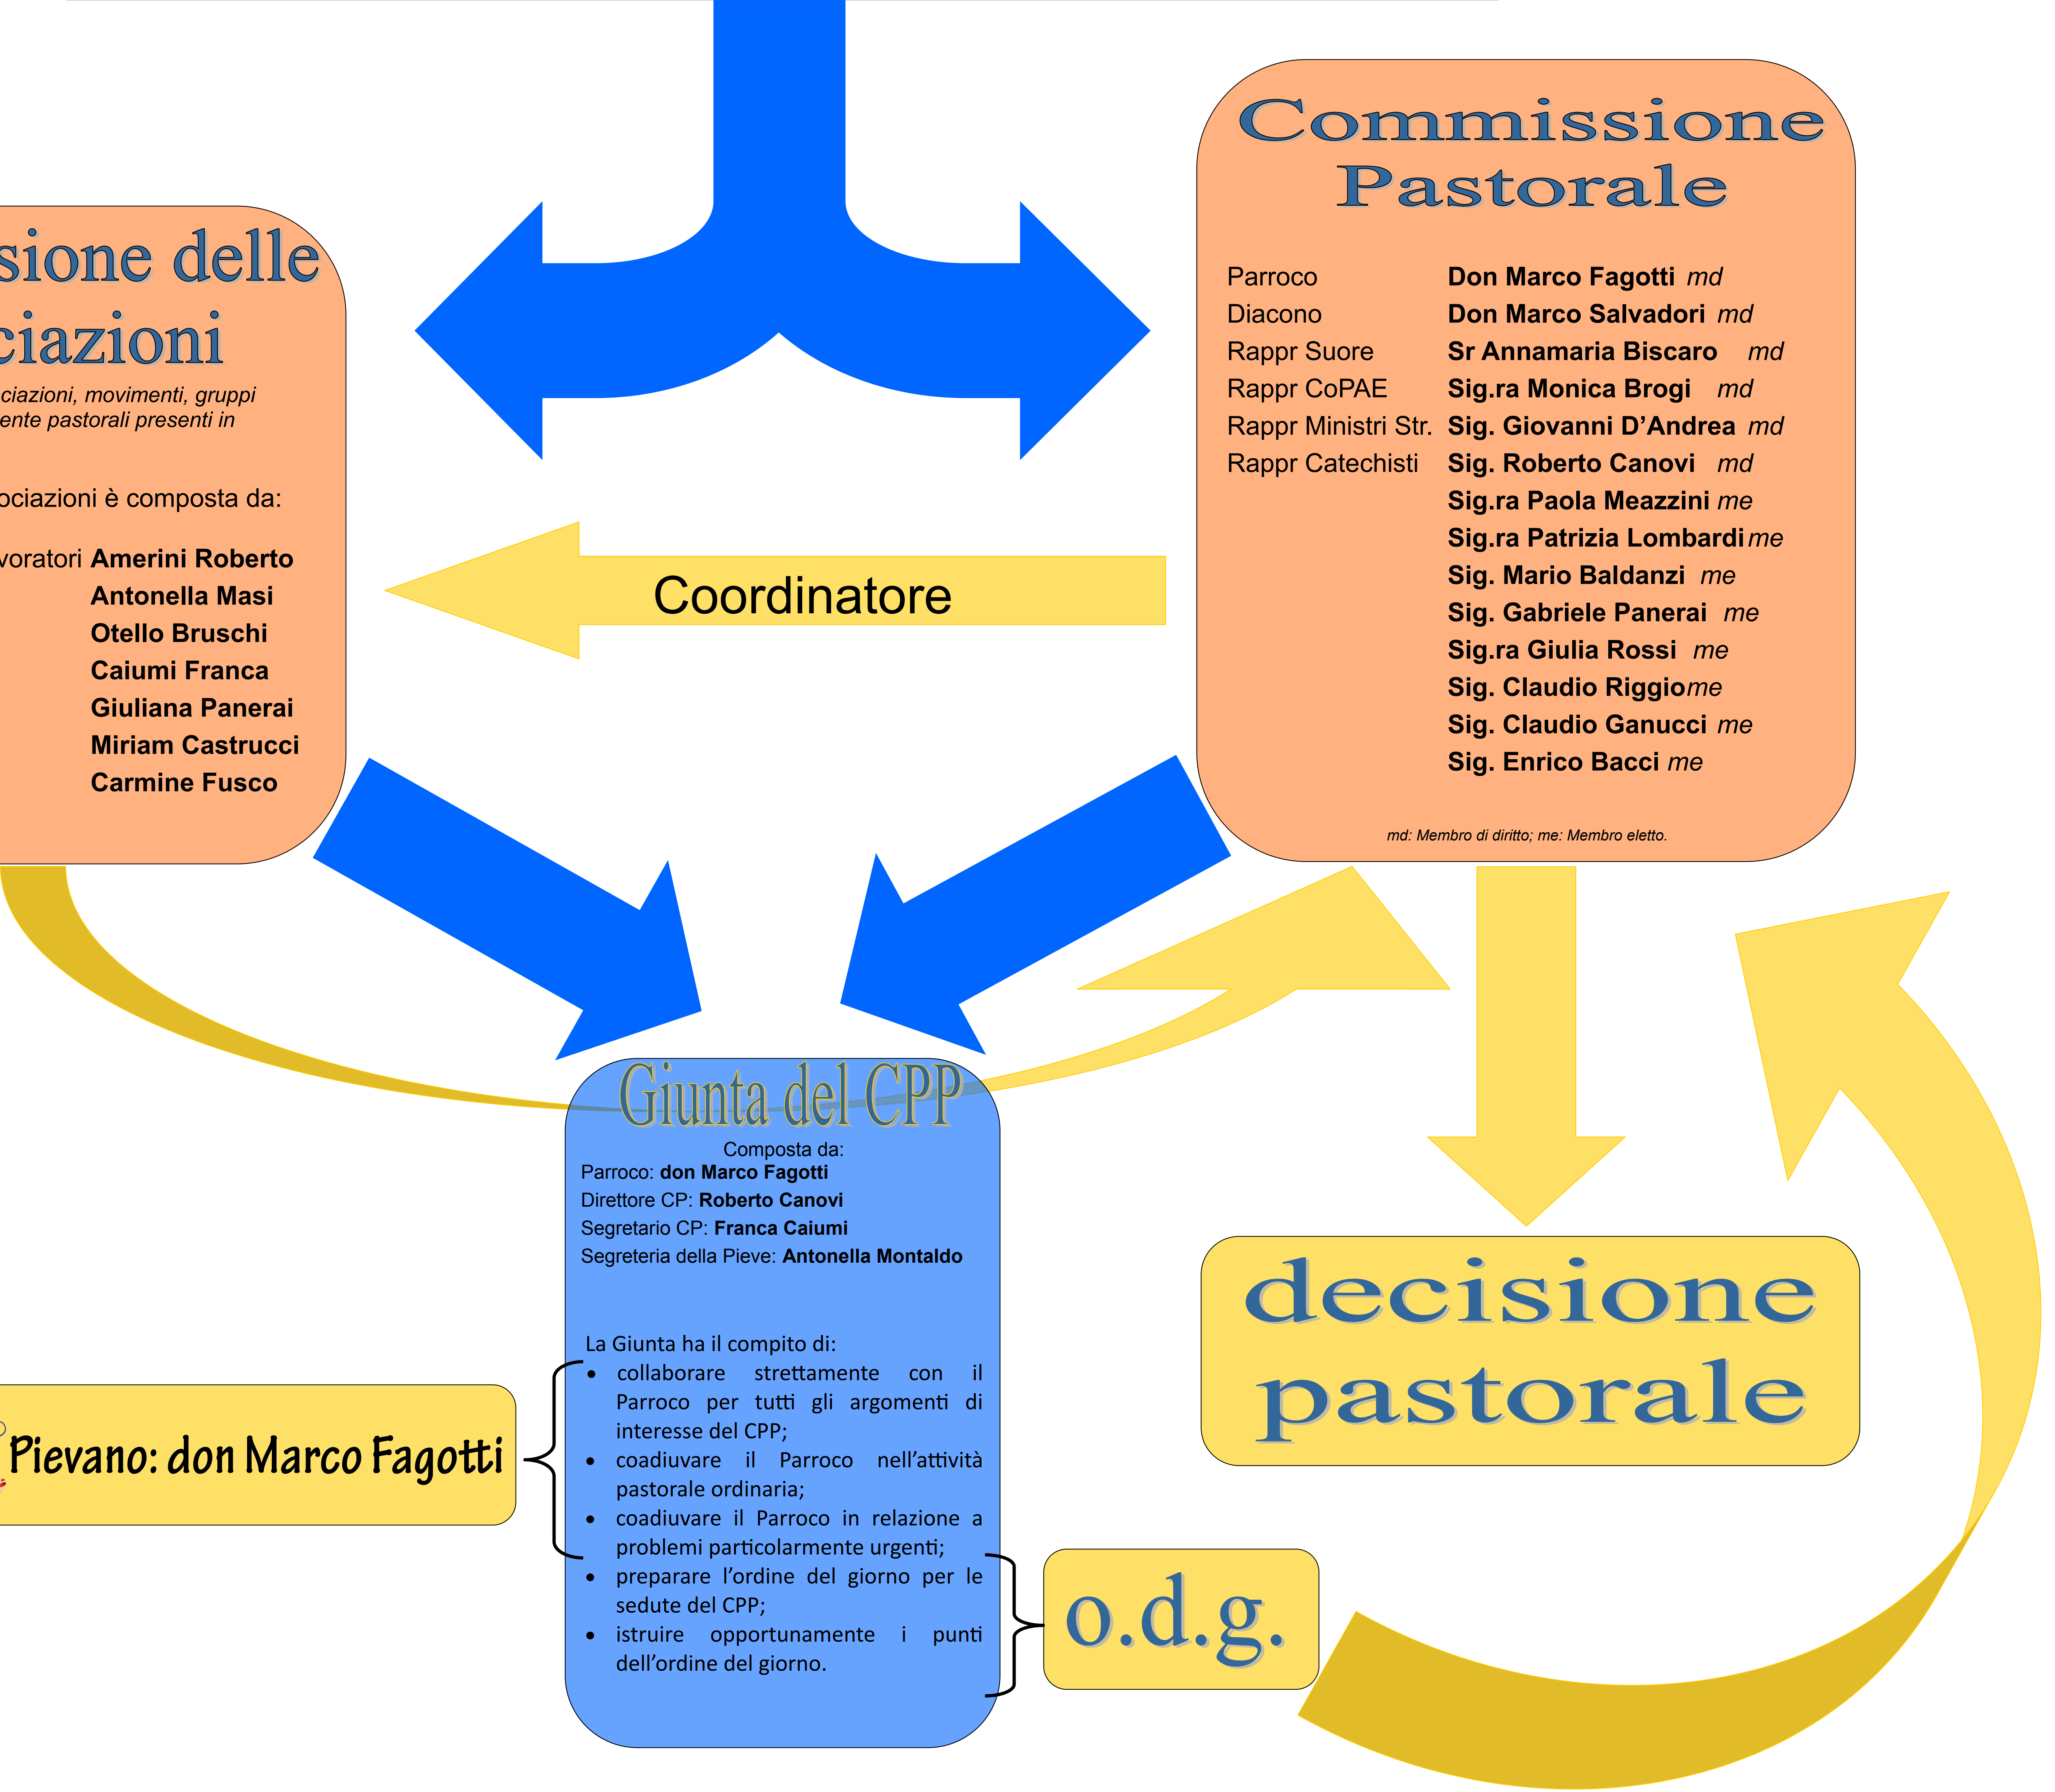 Commissione
Pastorale
Parroco Don Marco Fagotti md
Diacono Don Marco Salvadori md
Rappr Suore Sr Annamaria Biscaro md
Rappr CoPAE Sig.ra Monica Brogi md
Rappr Ministri Str. Sig. Giovanni D’Andrea md
Rappr Catechisti Sig. Roberto Canovi md
Sig.ra Paola Meazzini me
Sig.ra Patrizia Lombardi me
Sig. Mario Baldanzi me
Sig. Gabriele Panerai me
Sig.ra Giulia Rossi me
Sig. Claudio Riggio me
Sig. Claudio Ganucci me
Sig. Enrico Bacci me
md: Membro di diritto; me: Membro eletto.
sione delle
ciazioni
ciazioni, movimenti, gruppi
ente pastorali presenti in
ociazioni è composta da:
voratori Amerini Roberto
Antonella Masi
Otello Bruschi
Caiumi Franca
Giuliana Panerai
Miriam Castrucci
Carmine Fusco
Coordinatore
Giunta del CPP
Composta da:
Parroco: don Marco Fagotti
Direttore CP: Roberto Canovi
Segretario CP: Franca Caiumi
Segreteria della Pieve: Antonella Montaldo
La Giunta ha il compito di:
• collaborare strettamente con il
Parroco per tutti gli argomenti di
interesse del CPP;
• coadiuvare il Parroco nell’attività
pastorale ordinaria;
• coadiuvare il Parroco in relazione a
problemi particolarmente urgenti;
• preparare l’ordine del giorno per le
sedute del CPP;
• istruire opportunamente i punti
dell’ordine del giorno.
Pievano: don Marco Fagotti
decisione
pastorale
o.d.g.